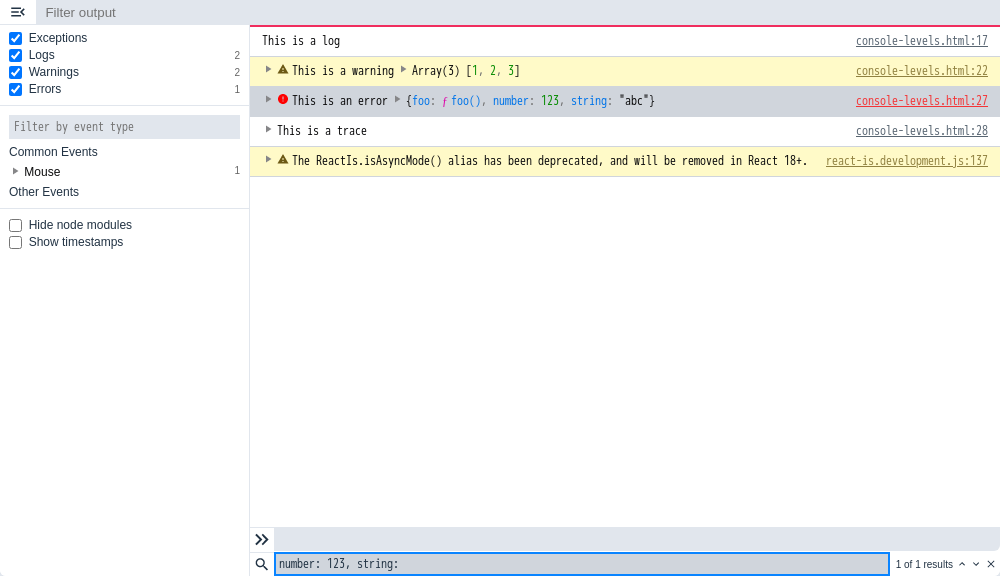 Filter output
Exceptions
Logs 2
Warnings 2
Errors 1
Filter by event type
Common Events
Mouse 1
Other Events
Hide node modules
Show timestamps
This is a log console-levels.html:17
This is a warning Array(3) [1, 2, 3] console-levels.html:22
This is an error {foo: ƒ foo(), number: 123, string: "abc"} console-levels.html:27
This is a trace console-levels.html:28
The ReactIs.isAsyncMode() alias has been deprecated, and will be removed in React 18+. react-is.development.js:137
number: 123, string: 1 of 1 results